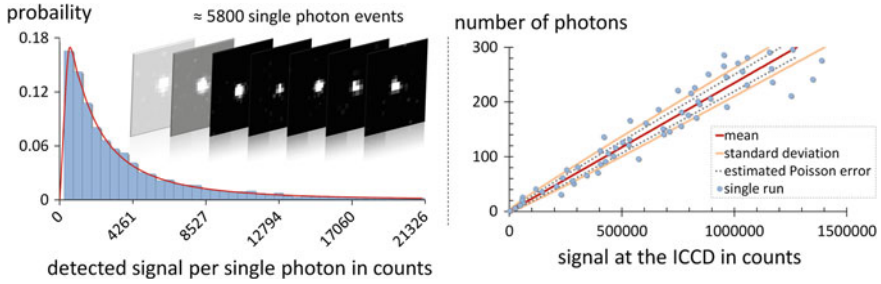 probaility
≈ 5800 single photon events
0.18
0.12
0.06
0
0
4261
8527
12794
17060
21326
detected signal per single photon in counts
number of photons
300
200
100
0
0
500000
1000000
1500000
mean
standard deviation
estimated Poisson error
single run
signal at the ICCD in counts